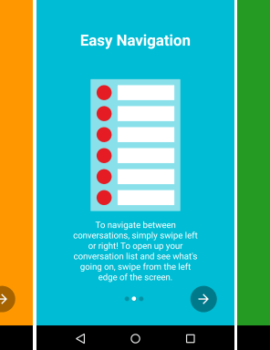 Easy Navigation
To navigate between
conversations, simply swipe left
or right! To open up your
conversation list and see what's
going on, swipe from the left
edge of the screen.